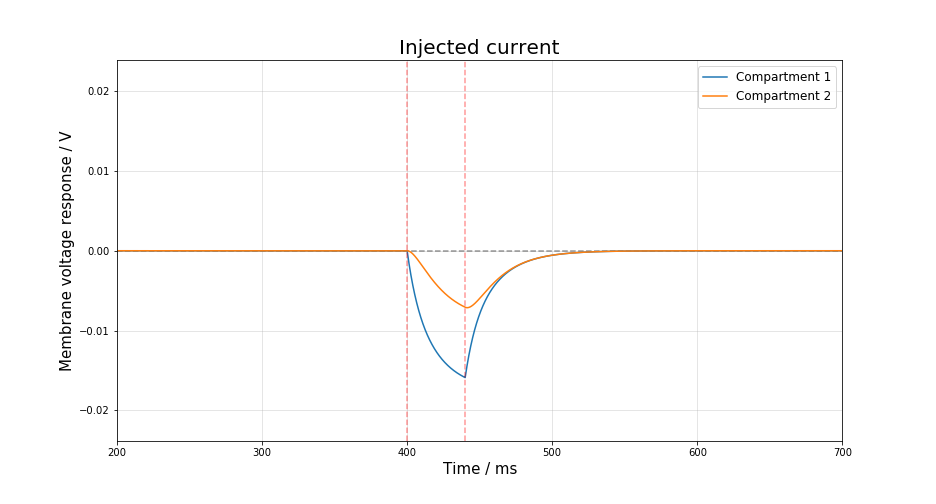 Injected current
Compartment 1
Compartment 2
Membrane voltage response / V
0.02
0.01
0.00
−0.01
−0.02
200 300 400 500 600 700
Time / ms